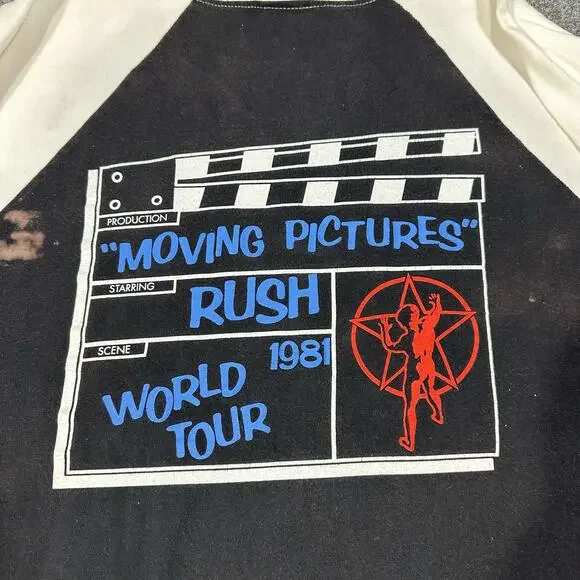 PRODUCTION
"MOVING PICTURES"
STARRING
RUSH
SCENE
1981
WORLD
TOUR